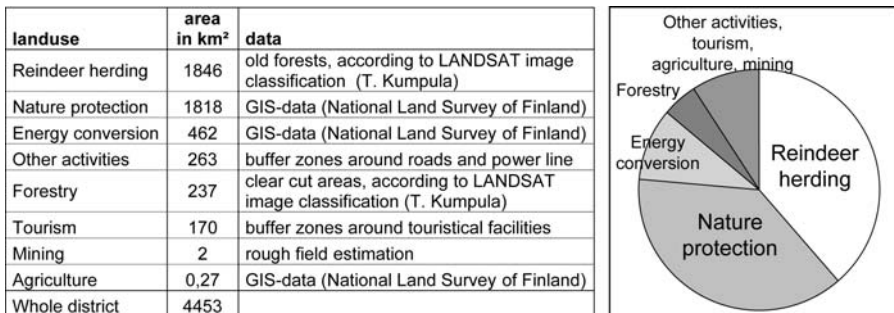 landuse area in km² data
Reindeer herding 1846 old forests, according to LANDSAT image classification (T. Kumpula)
Nature protection 1818 GIS-data (National Land Survey of Finland)
Energy conversion 462 GIS-data (National Land Survey of Finland)
Other activities 263 buffer zones around roads and power line
Forestry 237 clear cut areas, according to LANDSAT image classification (T. Kumpula)
Tourism 170 buffer zones around touristical facilities
Mining 2 rough field estimation
Agriculture 0,27 GIS-data (National Land Survey of Finland)
Whole district 4453
Other activities,
tourism,
agriculture, mining
Forestry
Energy
conversion
Reindeer
herding
Nature
protection